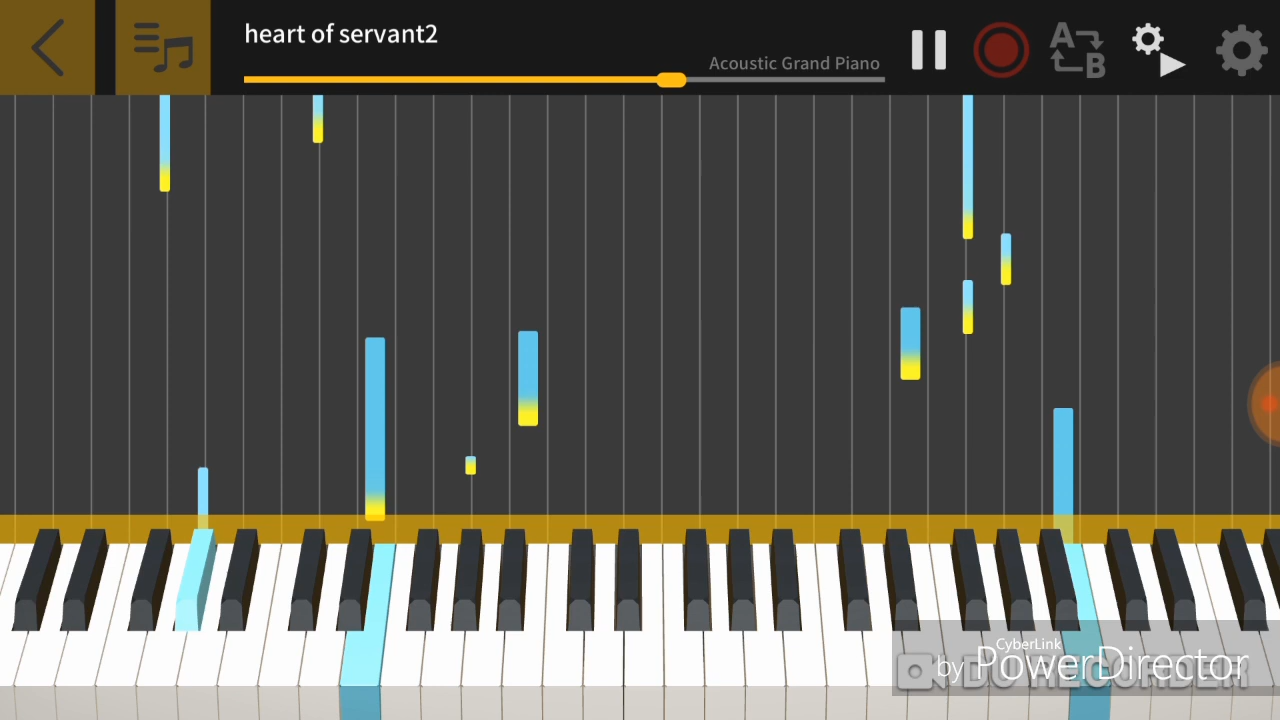 heart of servant2
Acoustic Grand Piano
A
B
CyberLink
by PowerDirector